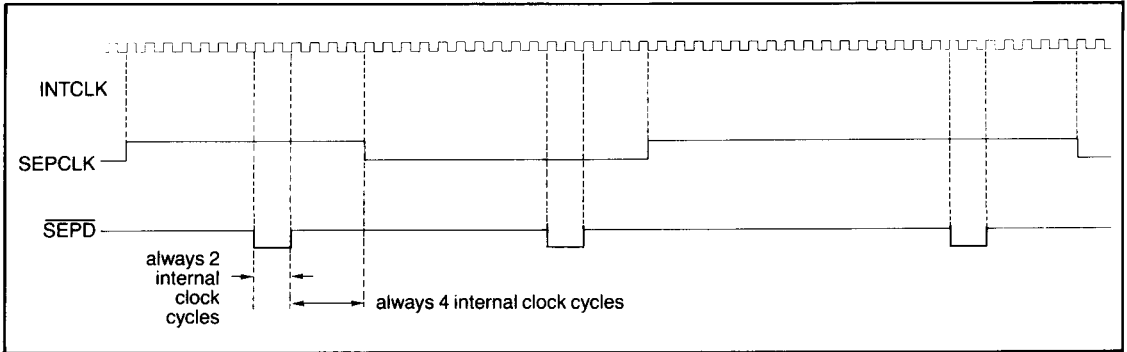 INTCLK
SEPCLK
SEPD
always 2
internal
clock
cycles
always 4 internal clock cycles